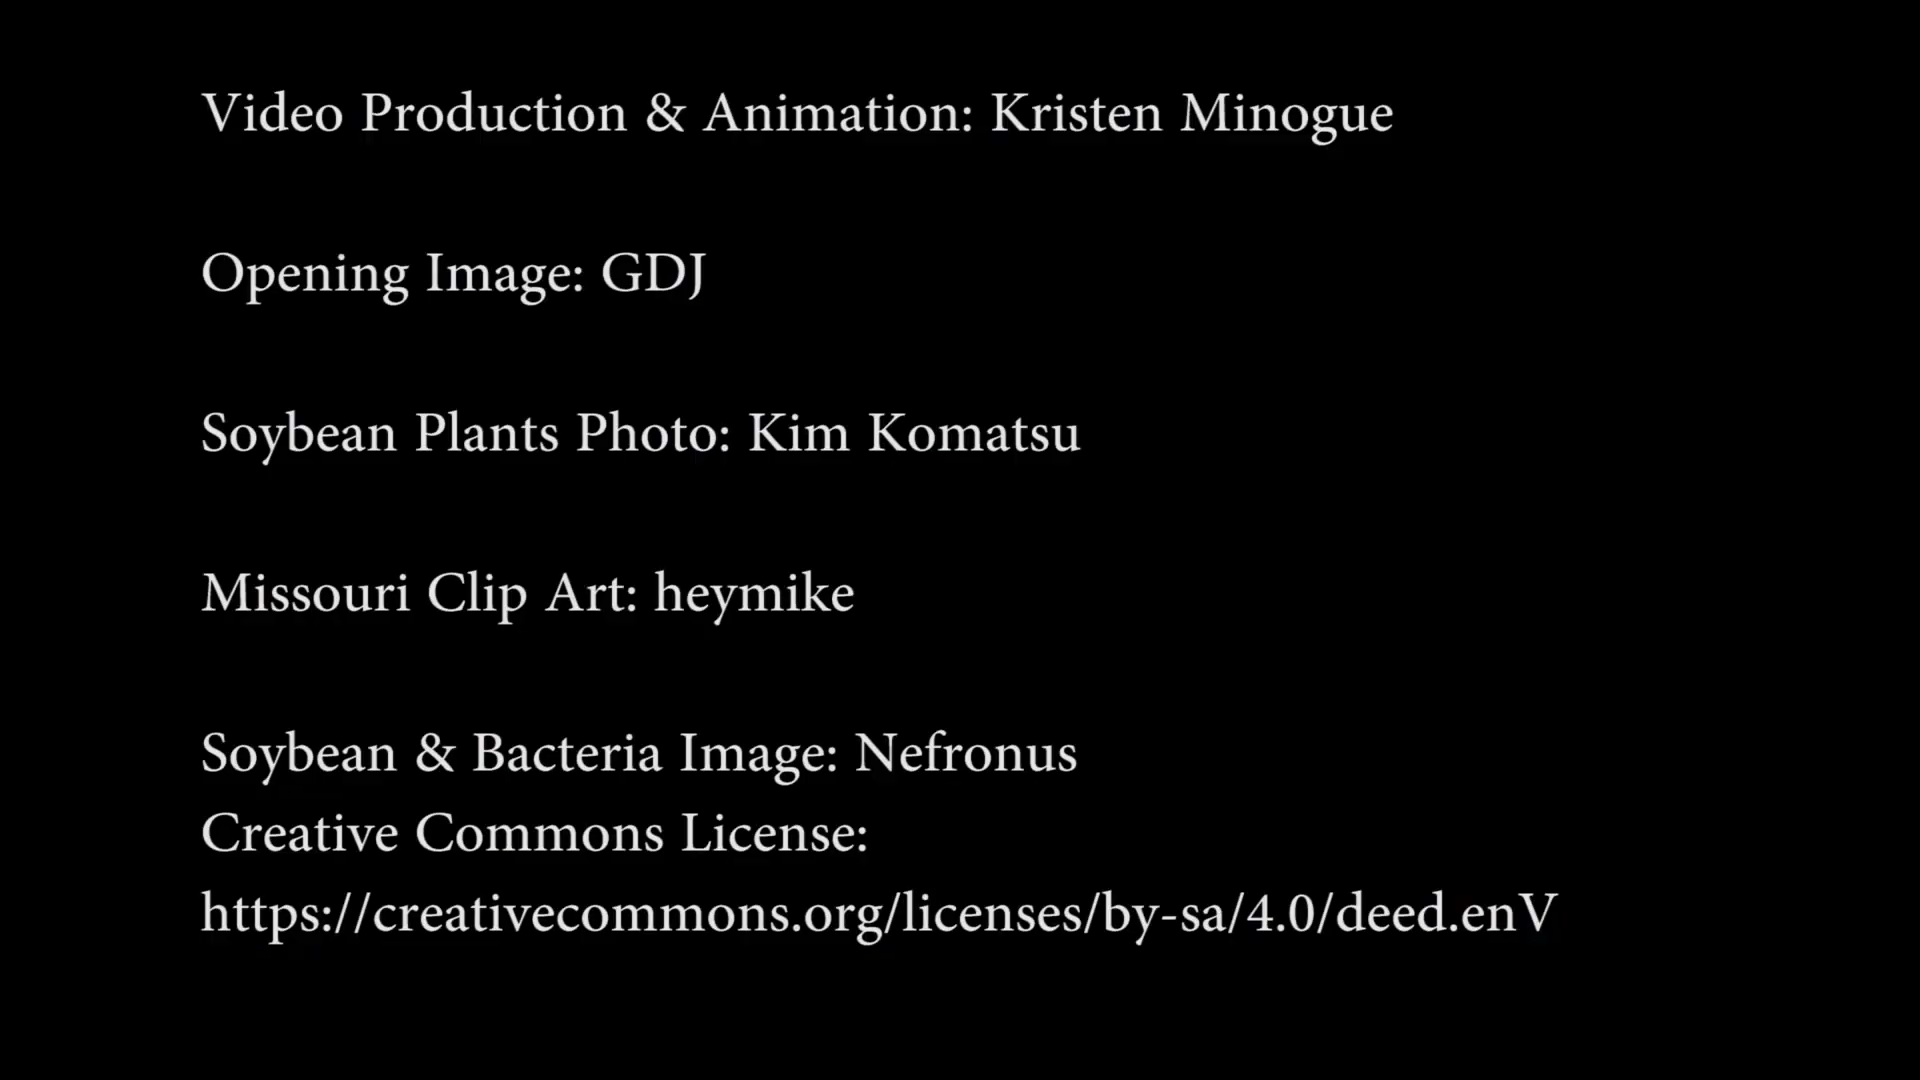 Video Production & Animation: Kristen Minogue
Opening Image: GDJ
Soybean Plants Photo: Kim Komatsu
Missouri Clip Art: heymike
Soybean & Bacteria Image: Nefronus
Creative Commons License:
https://creativecommons.org/licenses/by-sa/4.0/deed.enV